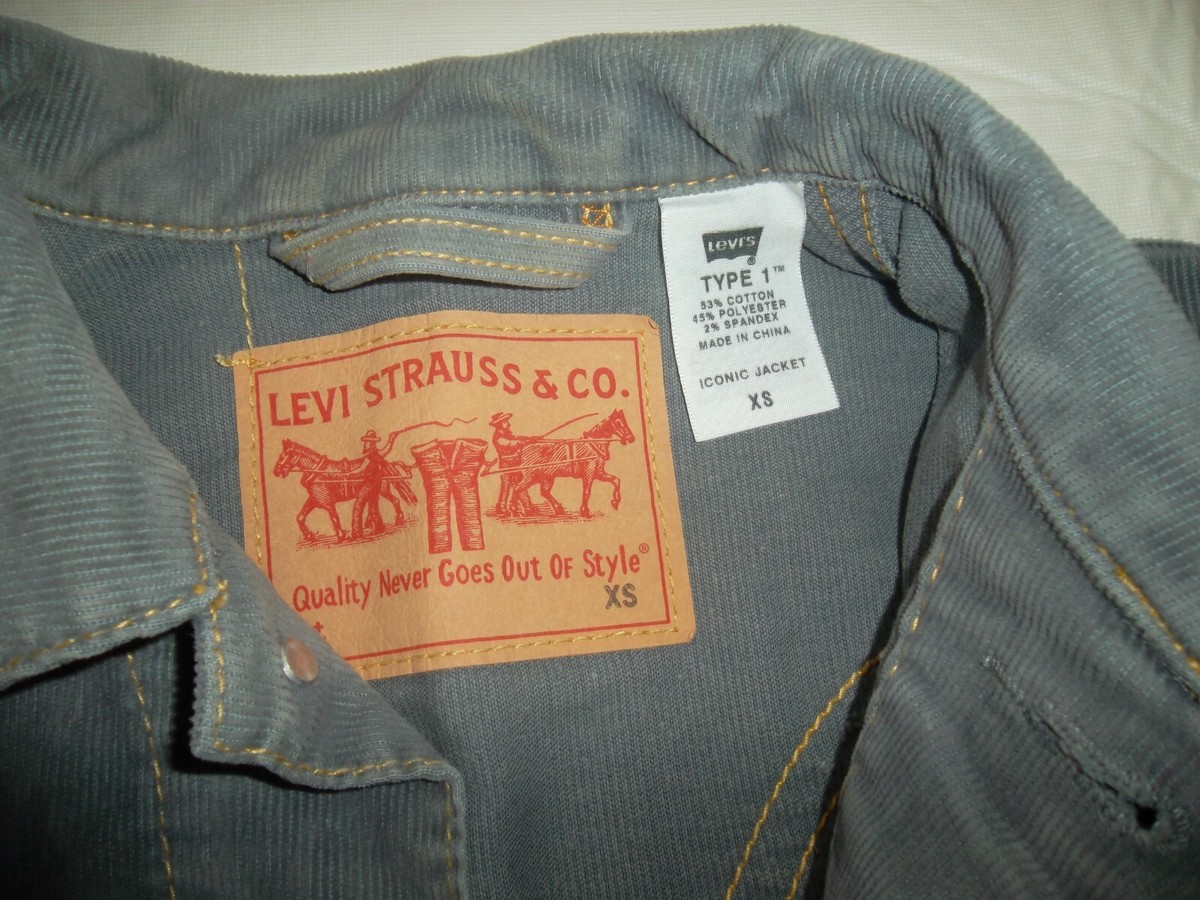 LEVI STRAUSS & CO.
Quality Never Goes Out Of Style®
XS
Levi's®
TYPE 1™
53% COTTON
45% POLYESTER
2% SPANDEX
MADE IN CHINA
ICONIC JACKET
XS